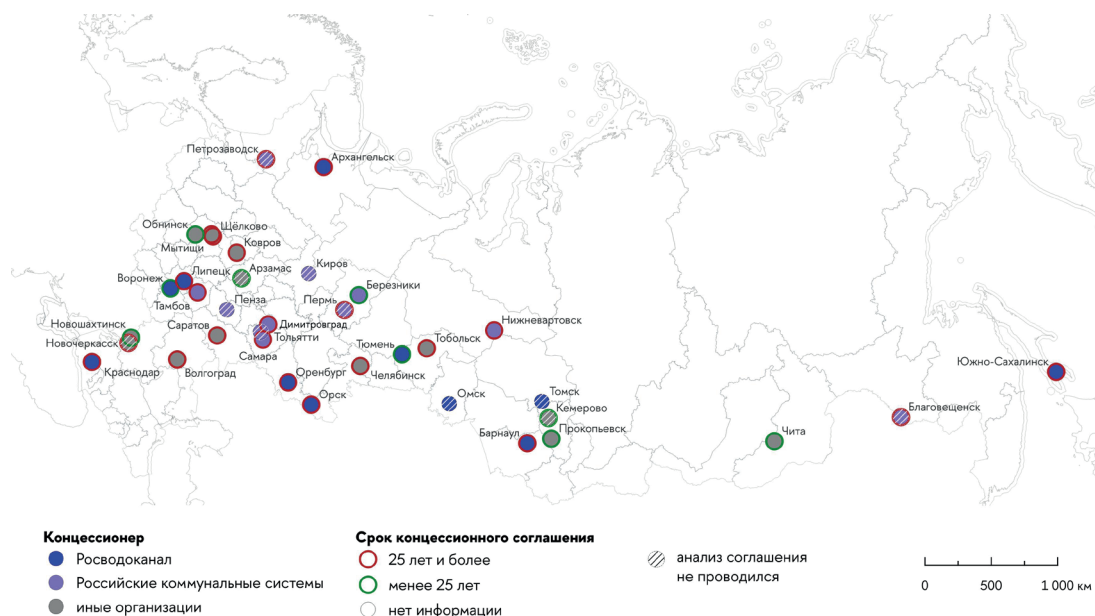 Петрозаводск
Архангельск
Обнинск
Щёлково
Мытищи
Ковров
Воронеж
Липецк
Арзамас
Киров
Берёзники
Тамбов
Пенза
Пермь
Новошахтинск
Саратов
Димитровград
Нижневартовск
Новочеркасск
Тольятти
Тюмень
Тобольск
Самара
Краснодар
Волгоград
Челябинск
Южно-Сахалинск
Оренбург
Орск
Омск
Томск
Кемерово
Благовещенск
Барнаул
Прокопьевск
Чита
Концессионер
Росводоканал
Российские коммунальные системы
иные организации
Срок концессионного соглашения
25 лет и более
менее 25 лет
нет информации
анализ соглашения
не проводился
0 500 1 000 км